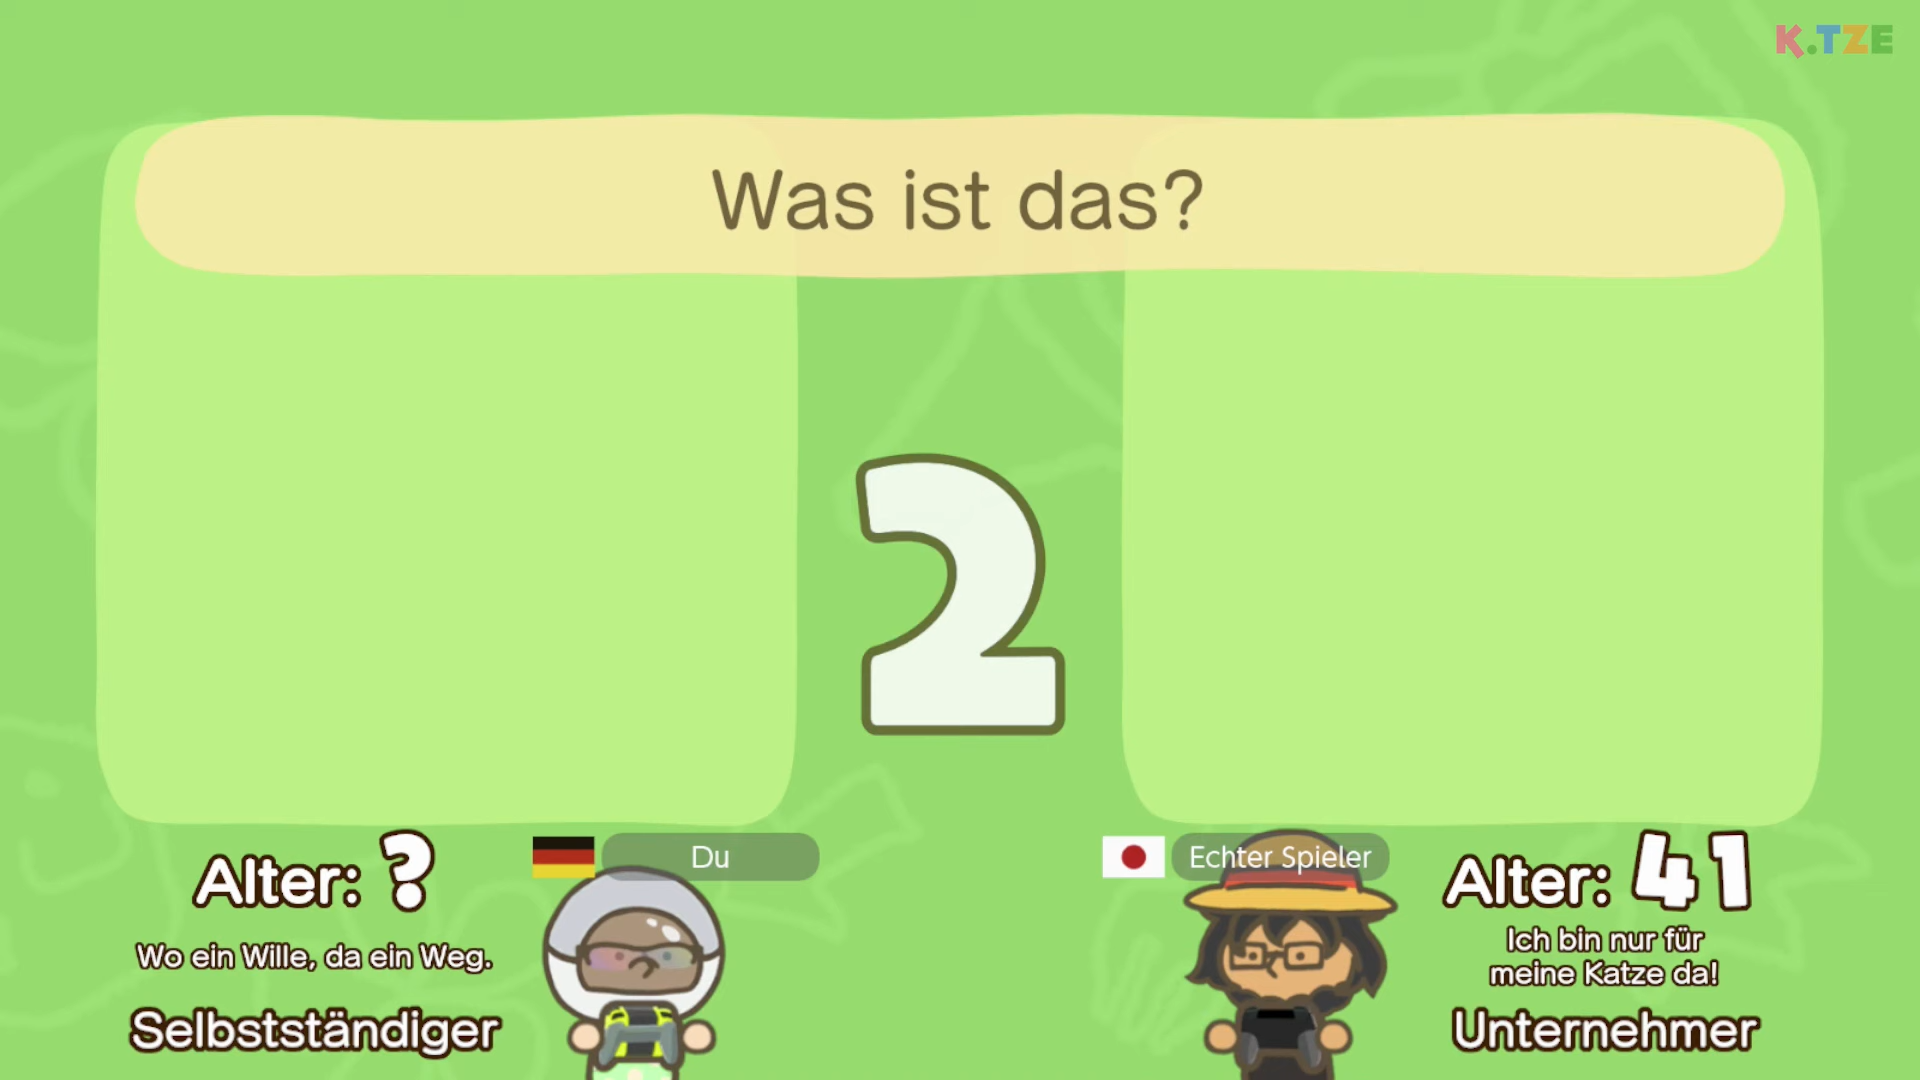 K.TZE
Was ist das?
2
Alter: ?
Wo ein Wille, da ein Weg.
Selbstständiger
Du
Echter Spieler
Alter: 41
Ich bin nur für
meine Katze da!
Unternehmer